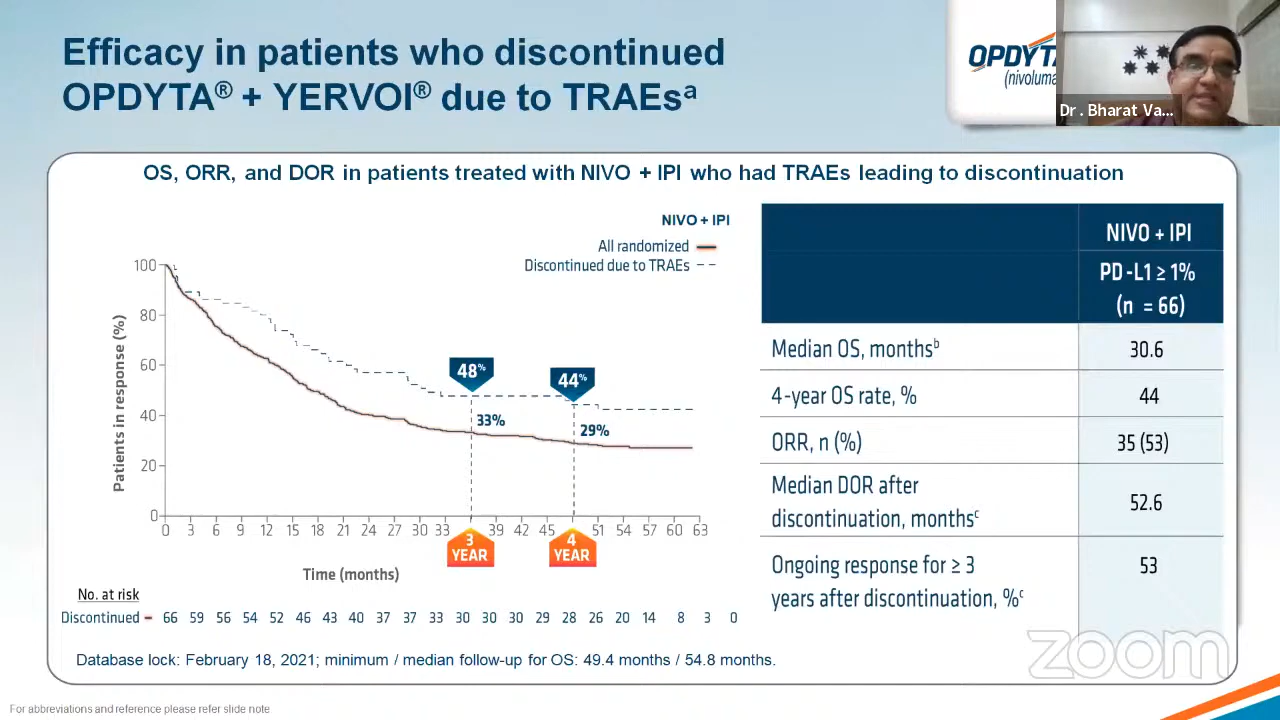 Efficacy in patients who discontinued
OPDYTA® + YERVOI® due to TRAEsᵃ
OPDYTA
(nivoluma
Dr. Bharat Va...
OS, ORR, and DOR in patients treated with NIVO + IPI who had TRAEs leading to discontinuation
NIVO + IPI
All randomized
Discontinued due to TRAEs
Patients in response (%)
100
80
60
40
20
0
48%
44%
33%
29%
0 3 6 9 12 15 18 21 24 27 30 33 39 42 45 51 54 57 60 63
3 YEAR
4 YEAR
Time (months)
No. at risk
Discontinued 66 59 56 54 52 46 43 40 37 37 33 30 30 30 29 28 26 20 14 8 3 0
NIVO + IPI
PD-L1 ≥ 1%
(n = 66)
Median OS, monthsᵇ 30.6
4-year OS rate, % 44
ORR, n (%) 35 (53)
Median DOR after
discontinuation, monthsᶜ 52.6
Ongoing response for ≥ 3
years after discontinuation, %ᶜ 53
Database lock: February 18, 2021; minimum / median follow-up for OS: 49.4 months / 54.8 months.
zoom
For abbreviations and reference please refer slide note